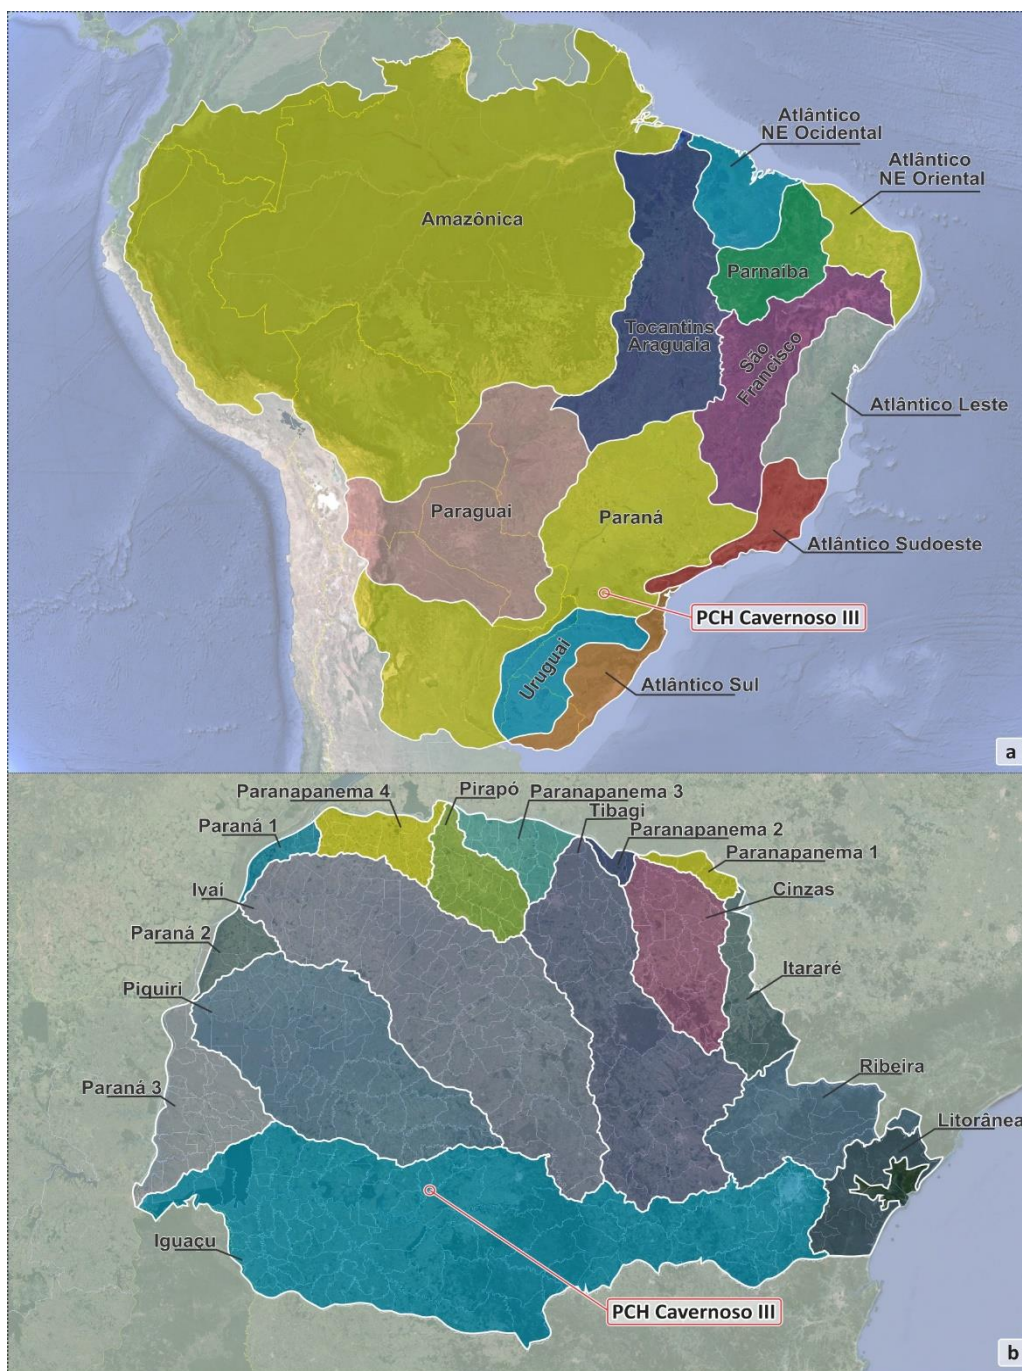 Atlântico
NE Ocidental
Atlântico
NE Oriental
Amazônica
Parnaíba
Tocantins
Araguaia
São
Francisco
Atlântico Leste
Paraguai
Paraná
Atlântico Sudoeste
PCH Cavernoso III
Uruguai
Atlântico Sul
a
Paranapanema 4
Pirapó
Paranapanema 3
Tibagi
Paraná 1
Paranapanema 2
Paranapanema 1
Ivaí
Cinzas
Paraná 2
Itararé
Piquiri
Paraná 3
Ribeira
Litorânea
Iguaçu
PCH Cavernoso III
b